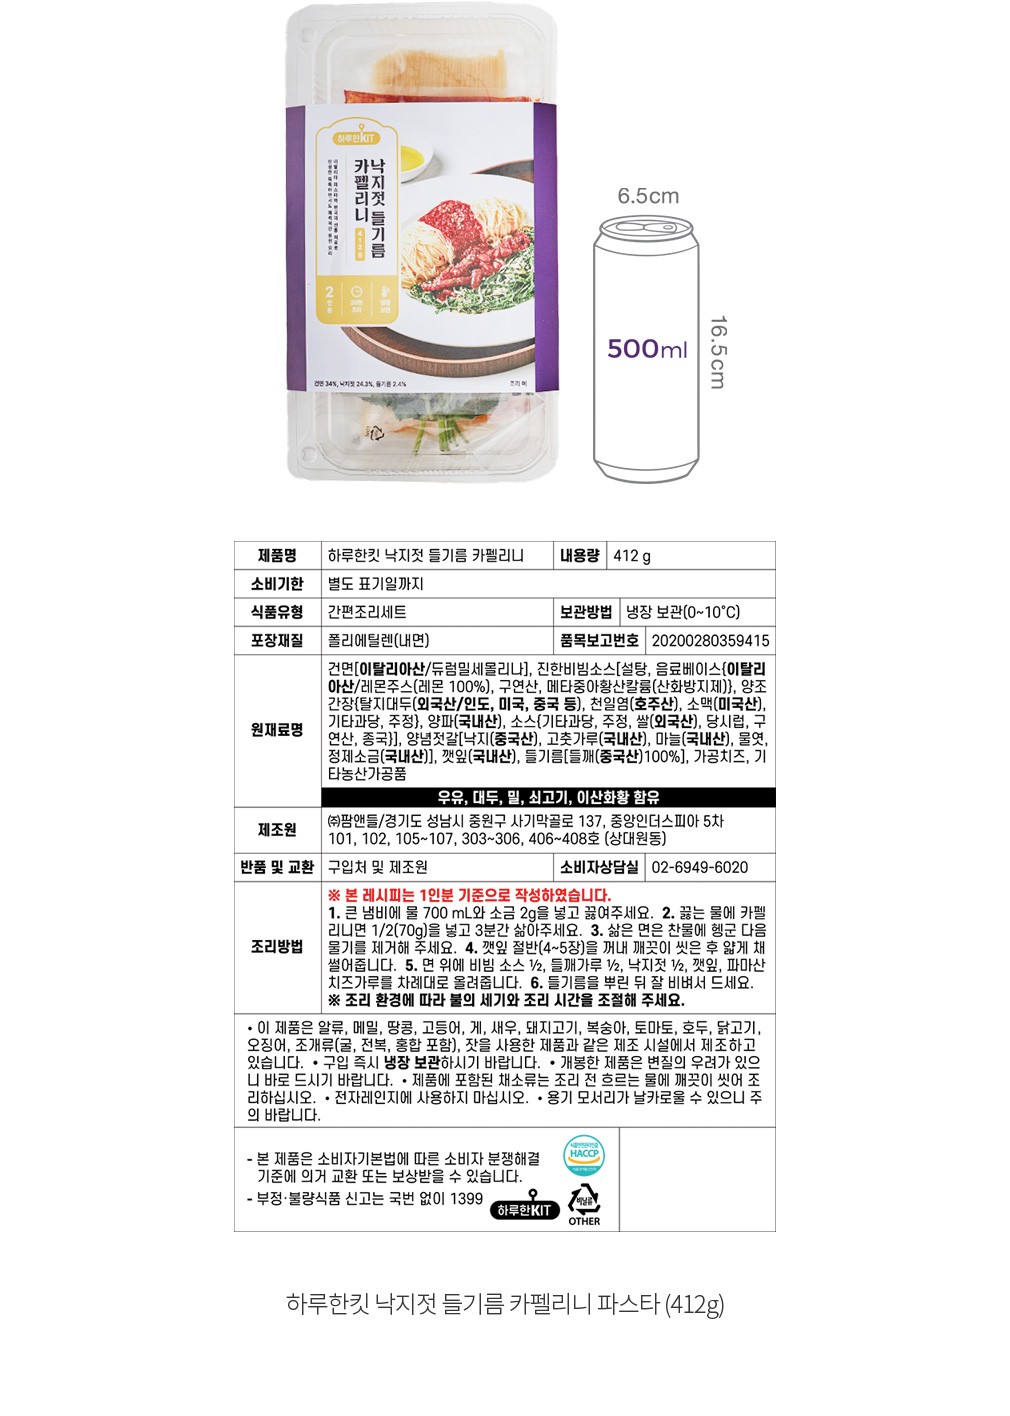 하루한KIT
낙지젓 들기름
카펠리니
412g
2
인분
냉장
보관
건면 34%, 낙지젓 24.3%, 들기름 2.4%
조리 예
6.5cm
500ml
16.5cm
제품명 하루한킷 낙지젓 들기름 카펠리니 내용량 412 g
소비기한 별도 표기일까지
식품유형 간편조리세트 보관방법 냉장 보관(0~10˚C)
포장재질 폴리에틸렌(내면) 품목보고번호 20200280359415
원재료명
건면[이탈리아산/듀럼밀세몰리나], 진한비빔소스[설탕, 음료베이스{이탈리
아산/레몬주스(레몬 100%), 구연산, 메타중아황산칼륨(산화방지제)}, 양조
간장{탈지대두(외국산/인도, 미국, 중국 등), 천일염(호주산), 소맥(미국산),
기타과당, 주정}, 양파(국내산), 소스{기타과당, 주정, 쌀(외국산), 당시럽, 구
연산, 종국}], 양념젓갈[낙지(중국산), 고춧가루(국내산), 마늘(국내산), 물엿,
정제소금(국내산)], 깻잎(국내산), 들기름[들깨(중국산)100%], 가공치즈, 기
타농산가공품
우유, 대두, 밀, 쇠고기, 이산화황 함유
제조원
㈜팜앤들/경기도 성남시 중원구 사기막골로 137, 중앙인더스피아 5차
101, 102, 105~107, 303~306, 406~408호 (상대원동)
반품 및 교환 구입처 및 제조원 소비자상담실 02-6949-6020
조리방법
※ 본 레시피는 1인분 기준으로 작성하였습니다.
1. 큰 냄비에 물 700 mL와 소금 2g을 넣고 끓여주세요. 2. 끓는 물에 카펠
리니면 1/2(70g)을 넣고 3분간 삶아주세요. 3. 삶은 면은 찬물에 헹군 다음
물기를 제거해 주세요. 4. 깻잎 절반(4~5장)을 꺼내 깨끗이 씻은 후 얇게 채
썰어줍니다. 5. 면 위에 비빔 소스 ½, 들깨가루 ½, 낙지젓 ½, 깻잎, 파마산
치즈가루를 차례대로 올려줍니다. 6. 들기름을 뿌린 뒤 잘 비벼서 드세요.
※ 조리 환경에 따라 불의 세기와 조리 시간을 조절해 주세요.
• 이 제품은 알류, 메밀, 땅콩, 고등어, 게, 새우, 돼지고기, 복숭아, 토마토, 호두, 닭고기,
오징어, 조개류(굴, 전복, 홍합 포함), 잣을 사용한 제품과 같은 제조 시설에서 제조하고
있습니다. • 구입 즉시 냉장 보관하시기 바랍니다. • 개봉한 제품은 변질의 우려가 있으
니 바로 드시기 바랍니다. • 제품에 포함된 채소류는 조리 전 흐르는 물에 깨끗이 씻어 조
리하십시오. • 전자레인지에 사용하지 마십시오. • 용기 모서리가 날카로울 수 있으니 주
의 바랍니다.
- 본 제품은 소비자기본법에 따른 소비자 분쟁해결
기준에 의거 교환 또는 보상받을 수 있습니다.
- 부정·불량식품 신고는 국번 없이 1399
하루한KIT
HACCP
비닐류
OTHER
하루한킷 낙지젓 들기름 카펠리니 파스타 (412g)